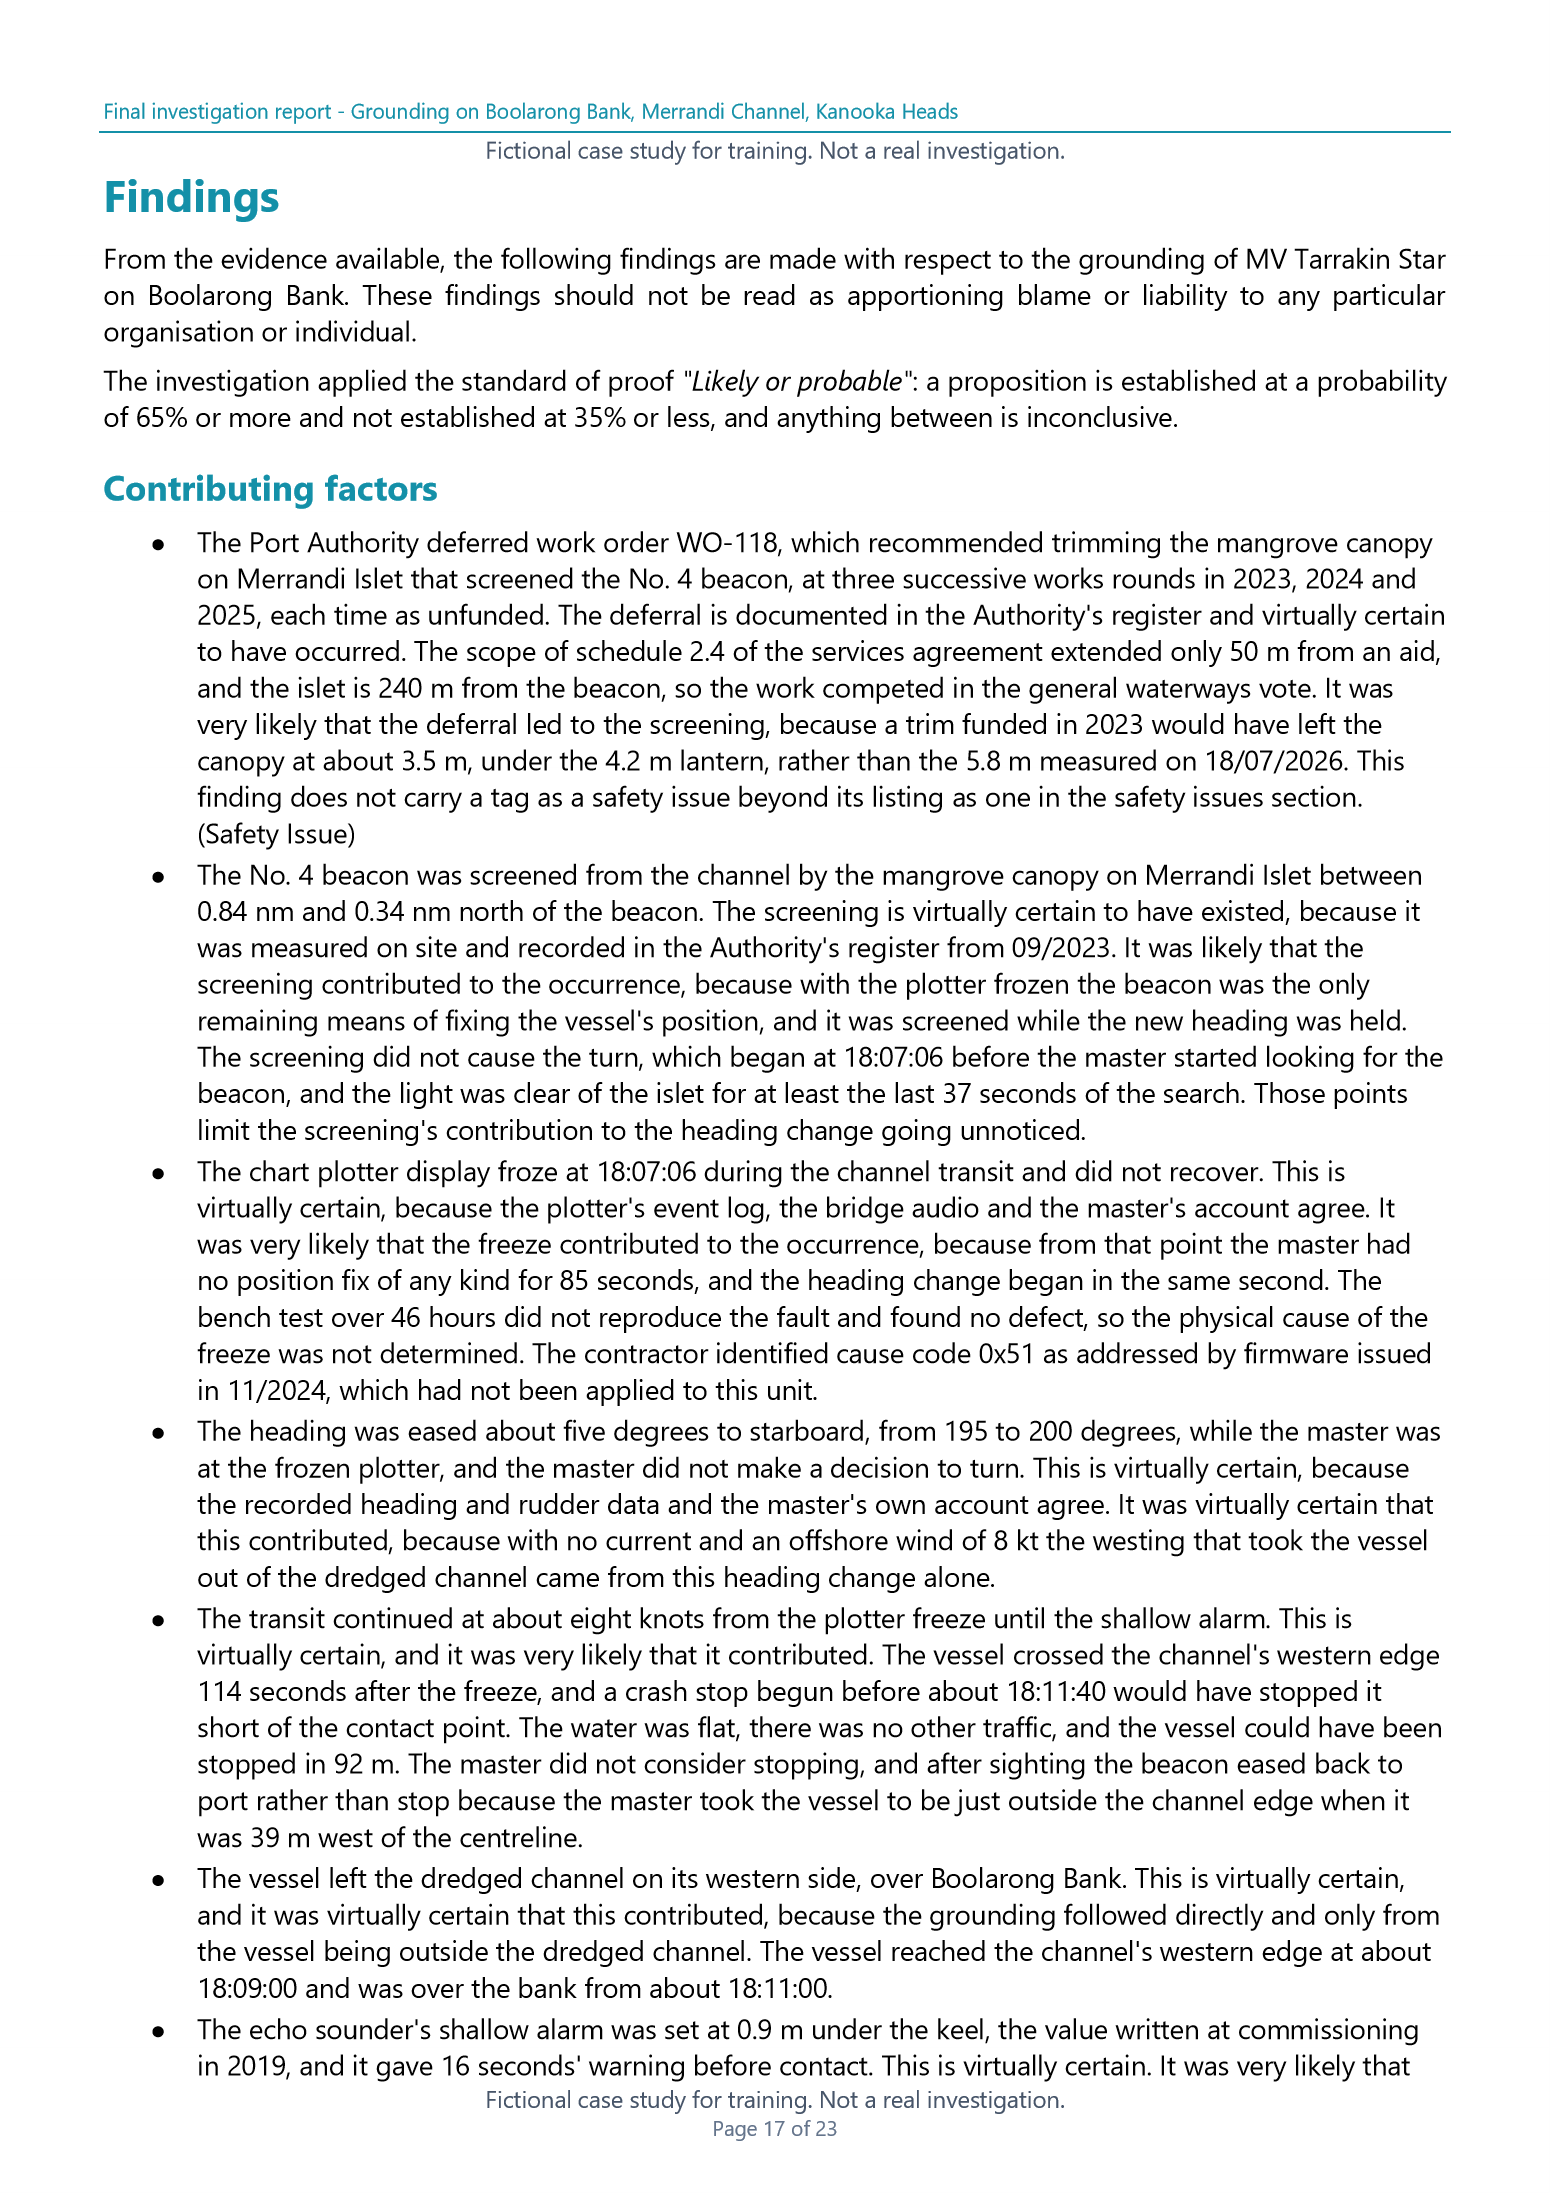 Final investigation report - Grounding on Boolarong Bank, Merrandi Channel, Kanooka Heads
Fictional case study for training. Not a real investigation.
Findings
From the evidence available, the following findings are made with respect to the grounding of MV Tarrakin Star
on Boolarong Bank. These findings should not be read as apportioning blame or liability to any particular
organisation or individual.
The investigation applied the standard of proof "Likely or probable": a proposition is established at a probability
of 65% or more and not established at 35% or less, and anything between is inconclusive.
Contributing factors
● The Port Authority deferred work order WO-118, which recommended trimming the mangrove canopy
on Merrandi Islet that screened the No. 4 beacon, at three successive works rounds in 2023, 2024 and
2025, each time as unfunded. The deferral is documented in the Authority's register and virtually certain
to have occurred. The scope of schedule 2.4 of the services agreement extended only 50 m from an aid,
and the islet is 240 m from the beacon, so the work competed in the general waterways vote. It was
very likely that the deferral led to the screening, because a trim funded in 2023 would have left the
canopy at about 3.5 m, under the 4.2 m lantern, rather than the 5.8 m measured on 18/07/2026. This
finding does not carry a tag as a safety issue beyond its listing as one in the safety issues section.
(Safety Issue)
● The No. 4 beacon was screened from the channel by the mangrove canopy on Merrandi Islet between
0.84 nm and 0.34 nm north of the beacon. The screening is virtually certain to have existed, because it
was measured on site and recorded in the Authority's register from 09/2023. It was likely that the
screening contributed to the occurrence, because with the plotter frozen the beacon was the only
remaining means of fixing the vessel's position, and it was screened while the new heading was held.
The screening did not cause the turn, which began at 18:07:06 before the master started looking for the
beacon, and the light was clear of the islet for at least the last 37 seconds of the search. Those points
limit the screening's contribution to the heading change going unnoticed.
● The chart plotter display froze at 18:07:06 during the channel transit and did not recover. This is
virtually certain, because the plotter's event log, the bridge audio and the master's account agree. It
was very likely that the freeze contributed to the occurrence, because from that point the master had
no position fix of any kind for 85 seconds, and the heading change began in the same second. The
bench test over 46 hours did not reproduce the fault and found no defect, so the physical cause of the
freeze was not determined. The contractor identified cause code 0x51 as addressed by firmware issued
in 11/2024, which had not been applied to this unit.
● The heading was eased about five degrees to starboard, from 195 to 200 degrees, while the master was
at the frozen plotter, and the master did not make a decision to turn. This is virtually certain, because
the recorded heading and rudder data and the master's own account agree. It was virtually certain that
this contributed, because with no current and an offshore wind of 8 kt the westing that took the vessel
out of the dredged channel came from this heading change alone.
● The transit continued at about eight knots from the plotter freeze until the shallow alarm. This is
virtually certain, and it was very likely that it contributed. The vessel crossed the channel's western edge
114 seconds after the freeze, and a crash stop begun before about 18:11:40 would have stopped it
short of the contact point. The water was flat, there was no other traffic, and the vessel could have been
stopped in 92 m. The master did not consider stopping, and after sighting the beacon eased back to
port rather than stop because the master took the vessel to be just outside the channel edge when it
was 39 m west of the centreline.
● The vessel left the dredged channel on its western side, over Boolarong Bank. This is virtually certain,
and it was virtually certain that this contributed, because the grounding followed directly and only from
the vessel being outside the dredged channel. The vessel reached the channel's western edge at about
18:09:00 and was over the bank from about 18:11:00.
● The echo sounder's shallow alarm was set at 0.9 m under the keel, the value written at commissioning
in 2019, and it gave 16 seconds' warning before contact. This is virtually certain. It was very likely that
Fictional case study for training. Not a real investigation.
Page 17 of 23